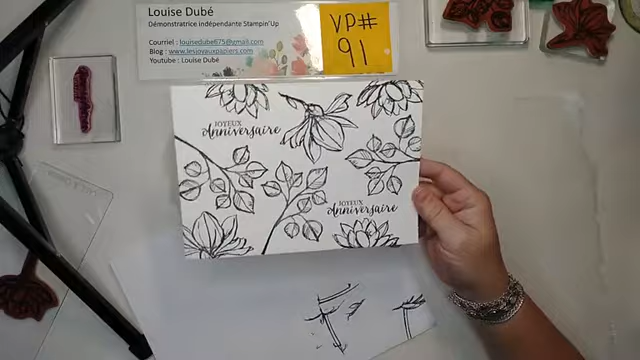 Louise Dubé
Démonstratrice indépendante Stampin'Up
Courriel : louisedube675@gmail.com
Blog : www.lesjoyauxpapiers.com
Youtube : Louise Dubé
VP#
91
JOYEUX
Anniversaire
JOYEUX
Anniversaire